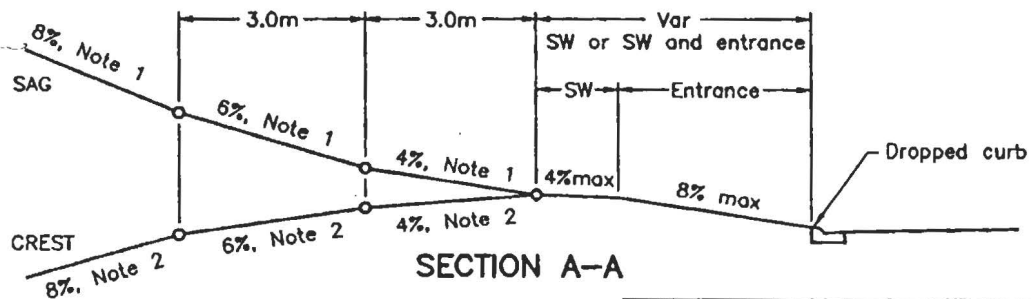 3.0m
3.0m
Var
SW or SW and entrance
SW
Entrance
8%, Note 1
SAG
6%, Note 1
4%, Note 1
4%max
8% max
Dropped curb
CREST
8%, Note 2
6%, Note 2
4%, Note 2
SECTION A-A